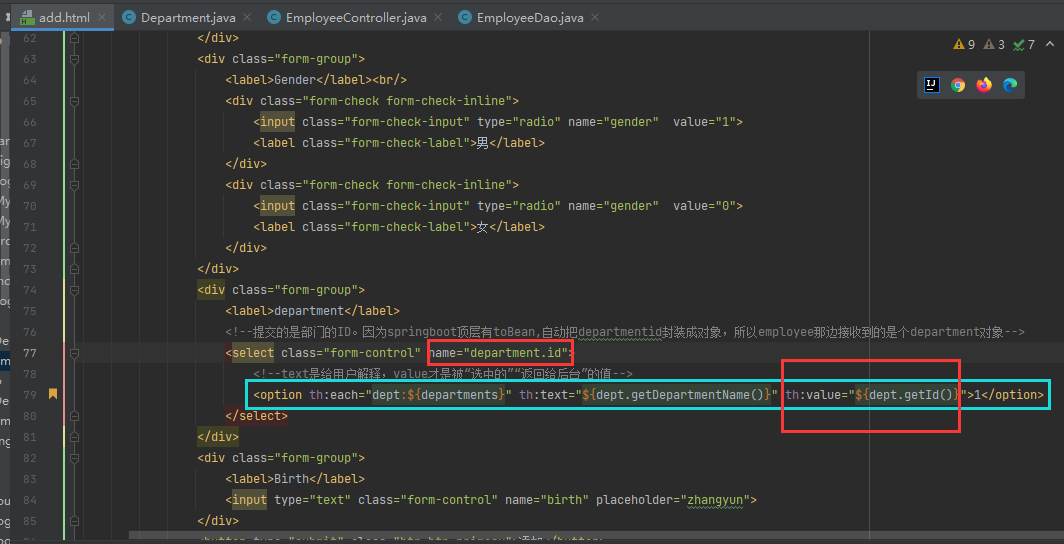 add.html × Department.java × EmployeeController.java × EmployeeDao.java ×
9 3 7
62 </div>
63 <div class="form-group">
64 <label>Gender</label><br/>
65 <div class="form-check form-check-inline">
66 <input class="form-check-input" type="radio" name="gender"  value="1">
67 <label class="form-check-label">男</label>
68 </div>
69 <div class="form-check form-check-inline">
70 <input class="form-check-input" type="radio" name="gender"  value="0">
71 <label class="form-check-label">女</label>
72 </div>
73 </div>
74 <div class="form-group">
75 <label>department</label>
76 <!--提交的是部门的ID。因为springboot顶层有toBean,自动把departmentid封装成对象，所以employee那边接收到的是个department对象-->
77 <select class="form-control" name="department.id">
78 <!--text是给用户解释，value才是被“选中的”“返回给后台”的值-->
79 <option th:each="dept:${departments}" th:text="${dept.getDepartmentName()}" th:value="${dept.getId()}">1</option>
80 </select>
81 </div>
82 <div class="form-group">
83 <label>Birth</label>
84 <input type="text" class="form-control" name="birth" placeholder="zhangyun">
85 </div>